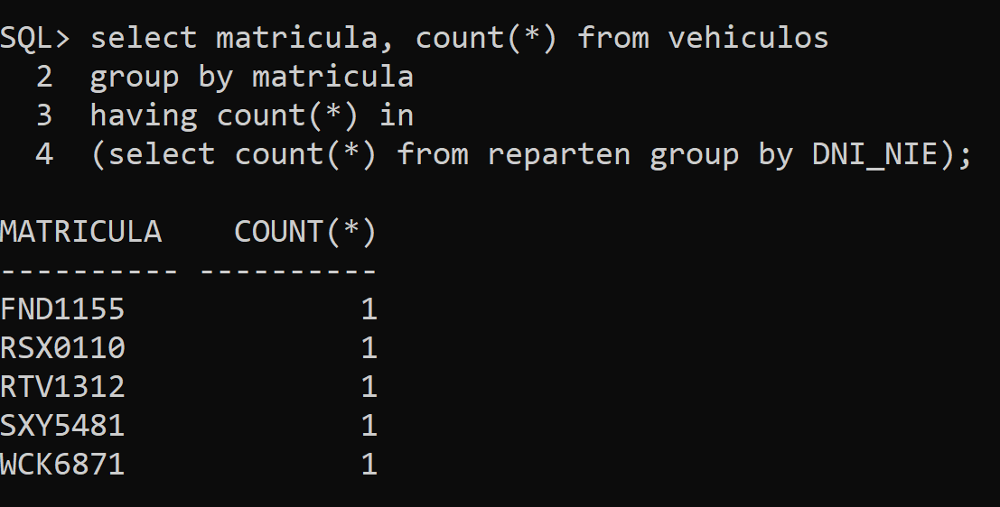 SQL> select matricula, count(*) from vehiculos
  2  group by matricula
  3  having count(*) in
  4  (select count(*) from reparten group by DNI_NIE);

MATRICULA    COUNT(*)
---------- ----------
FND1155             1
RSX0110             1
RTV1312             1
SXY5481             1
WCK6871             1